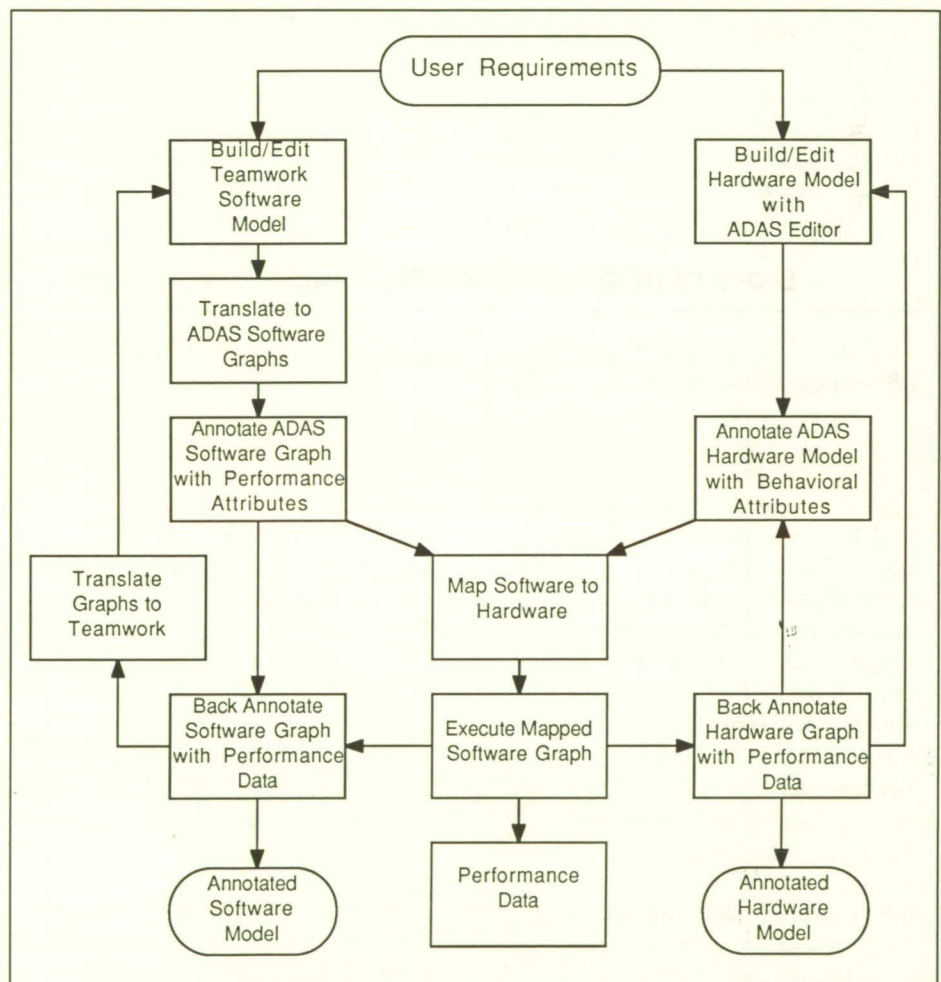 User Requirements
Build/Edit
Teamwork
Software
Model
Build/Edit
Hardware Model
with
ADAS Editor
Translate to
ADAS Software
Graphs
Annotate ADAS
Software Graph
with Performance
Attributes
Annotate ADAS
Hardware Model
with Behavioral
Attributes
Translate
Graphs to
Teamwork
Map Software to
Hardware
Back Annotate
Software Graph
with Performance
Data
Execute Mapped
Software Graph
Back Annotate
Hardware Graph
with Performance
Data
Annotated
Software
Model
Performance
Data
Annotated
Hardware
Model